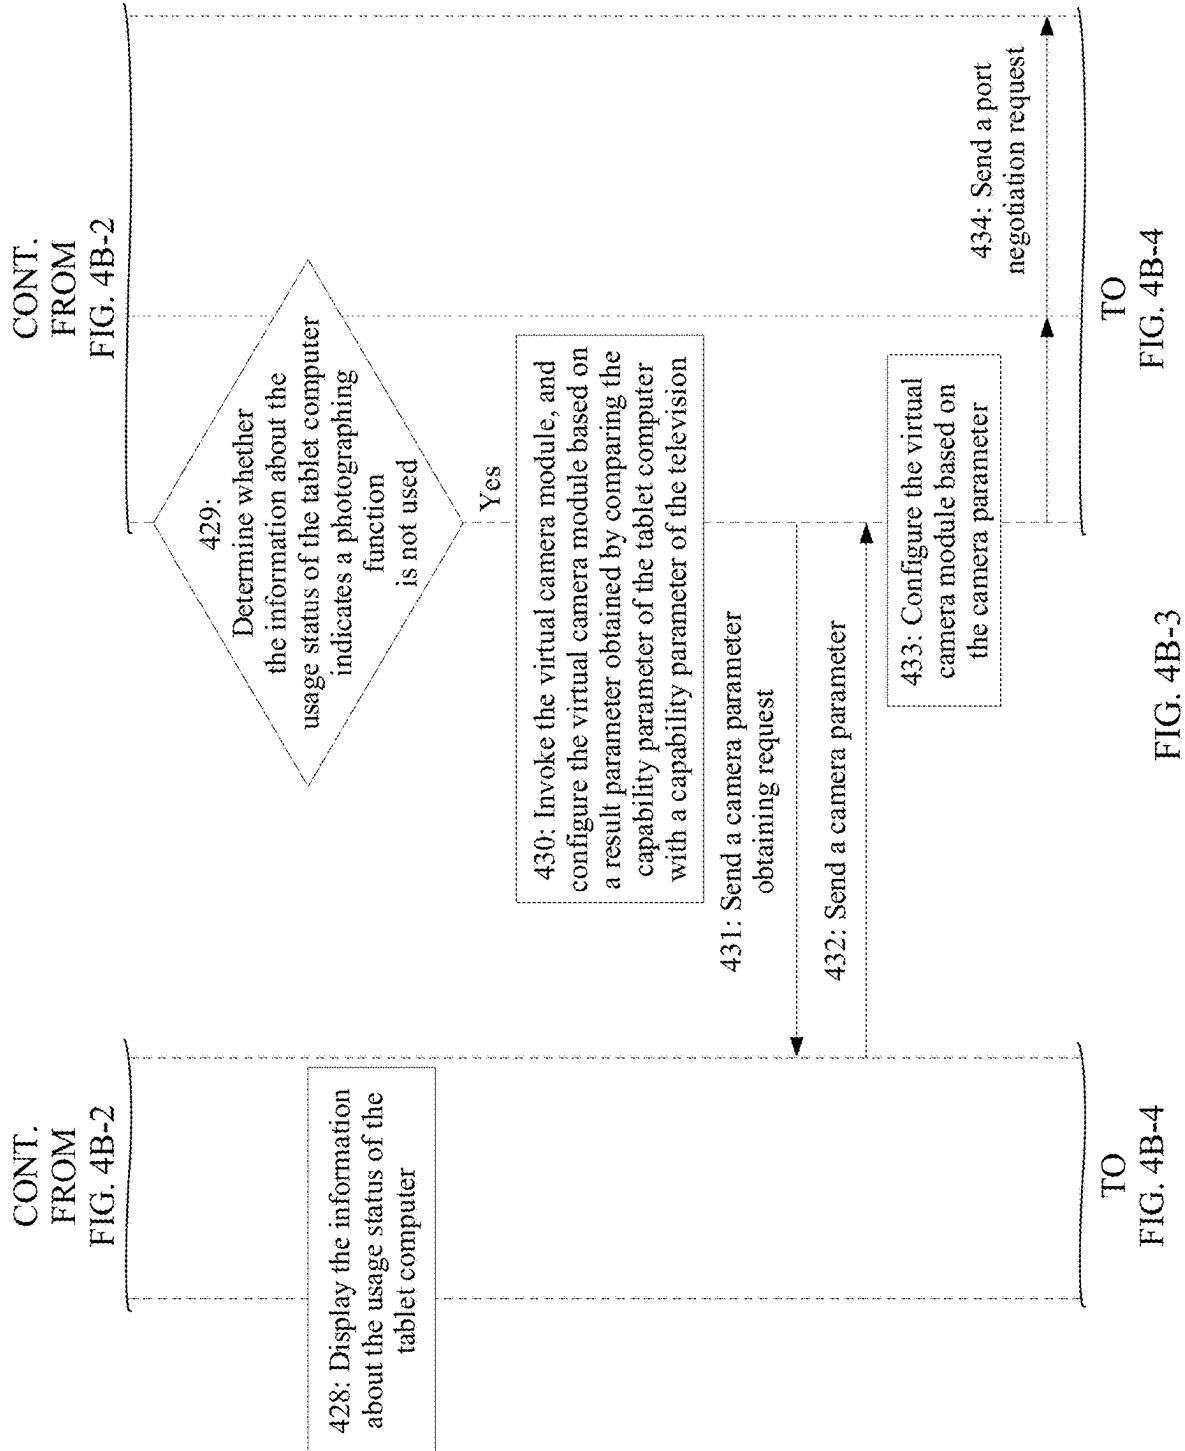 CONT.
FROM
FIG. 4B-2
CONT.
FROM
FIG. 4B-2
428: Display the information
about the usage status of the
tablet computer
429:
Determine whether
the information about the
usage status of the tablet computer
indicates a photographing
function
is not used
Yes
430: Invoke the virtual camera module, and
configure the virtual camera module based on
a result parameter obtained by comparing the
capability parameter of the tablet computer
with a capability parameter of the television
431: Send a camera parameter
obtaining request
432: Send a camera parameter
433: Configure the virtual
camera module based on
the camera parameter
434: Send a port
negotiation request
TO
FIG. 4B-4
TO
FIG. 4B-4
FIG. 4B-3